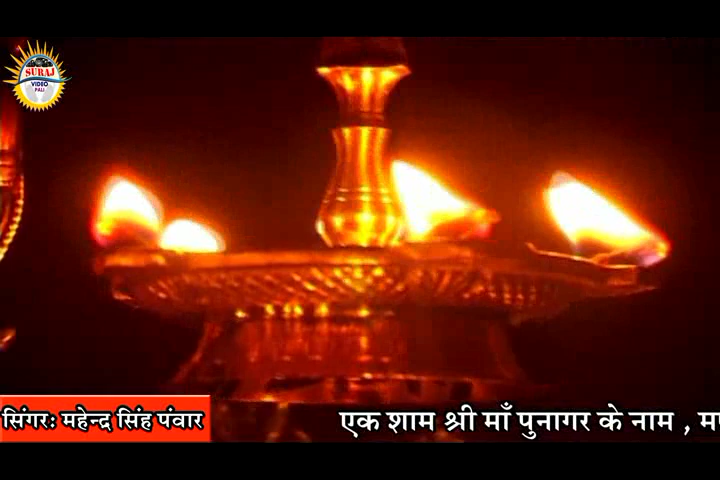 SURAJ
VIDEO
PALI
सिंगरः महेन्द्र सिंह पंवार
एक शाम श्री माँ पुनागर के नाम ,